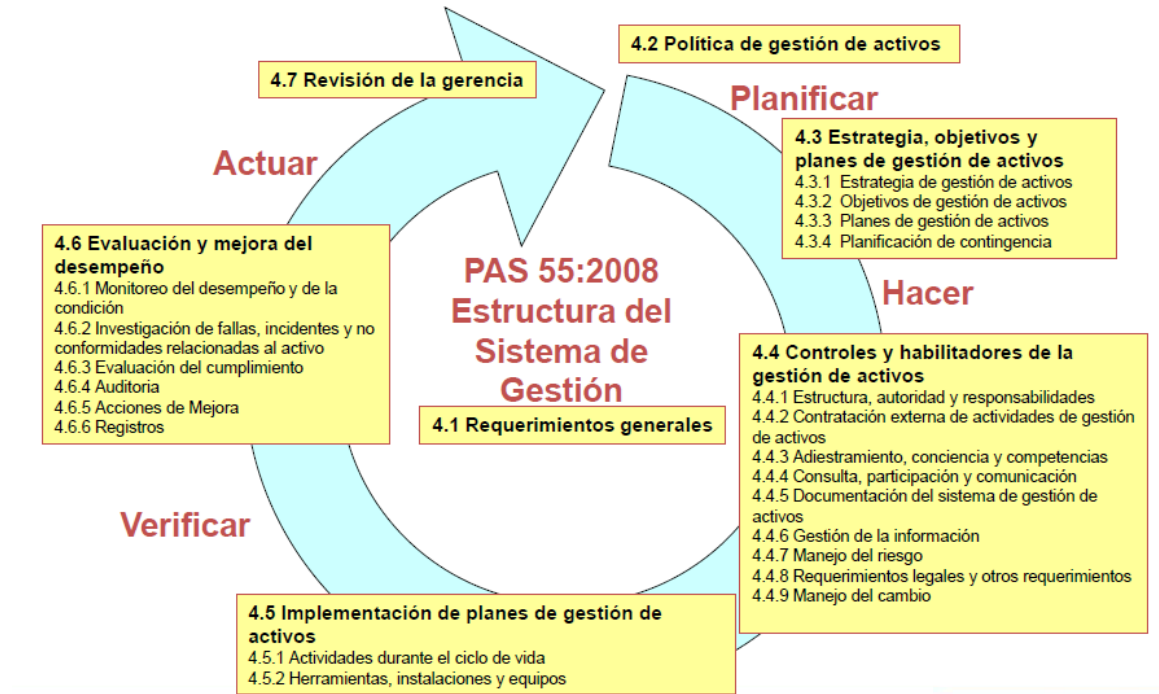 4.2 Política de gestión de activos
4.7 Revisión de la gerencia
Planificar
4.3 Estrategia, objetivos y
planes de gestión de activos
4.3.1 Estrategia de gestión de activos
4.3.2 Objetivos de gestión de activos
4.3.3 Planes de gestión de activos
4.3.4 Planificación de contingencia
Actuar
4.6 Evaluación y mejora del
desempeño
4.6.1 Monitoreo del desempeño y de la
condición
4.6.2 Investigación de fallas, incidentes y no
conformidades relacionadas al activo
4.6.3 Evaluación del cumplimiento
4.6.4 Auditoria
4.6.5 Acciones de Mejora
4.6.6 Registros
PAS 55:2008
Estructura del
Sistema de
Gestión
4.1 Requerimientos generales
Hacer
4.4 Controles y habilitadores de la
gestión de activos
4.4.1 Estructura, autoridad y responsabilidades
4.4.2 Contratación externa de actividades de gestión
de activos
4.4.3 Adiestramiento, conciencia y competencias
4.4.4 Consulta, participación y comunicación
4.4.5 Documentación del sistema de gestión de
activos
4.4.6 Gestión de la información
4.4.7 Manejo del riesgo
4.4.8 Requerimientos legales y otros requerimientos
4.4.9 Manejo del cambio
Verificar
4.5 Implementación de planes de gestión de
activos
4.5.1 Actividades durante el ciclo de vida
4.5.2 Herramientas, instalaciones y equipos